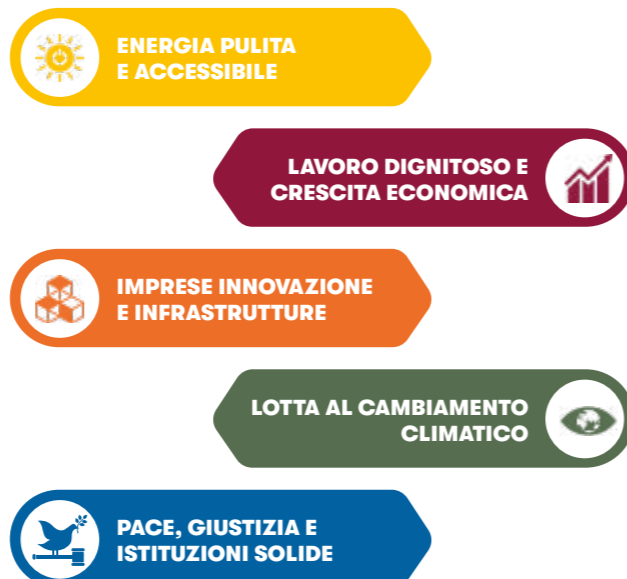 ENERGIA PULITA
E ACCESSIBILE
LAVORO DIGNITOSO E
CRESCITA ECONOMICA
IMPRESE INNOVAZIONE
E INFRASTRUTTURE
LOTTA AL CAMBIAMENTO
CLIMATICO
PACE, GIUSTIZIA E
ISTITUZIONI SOLIDE